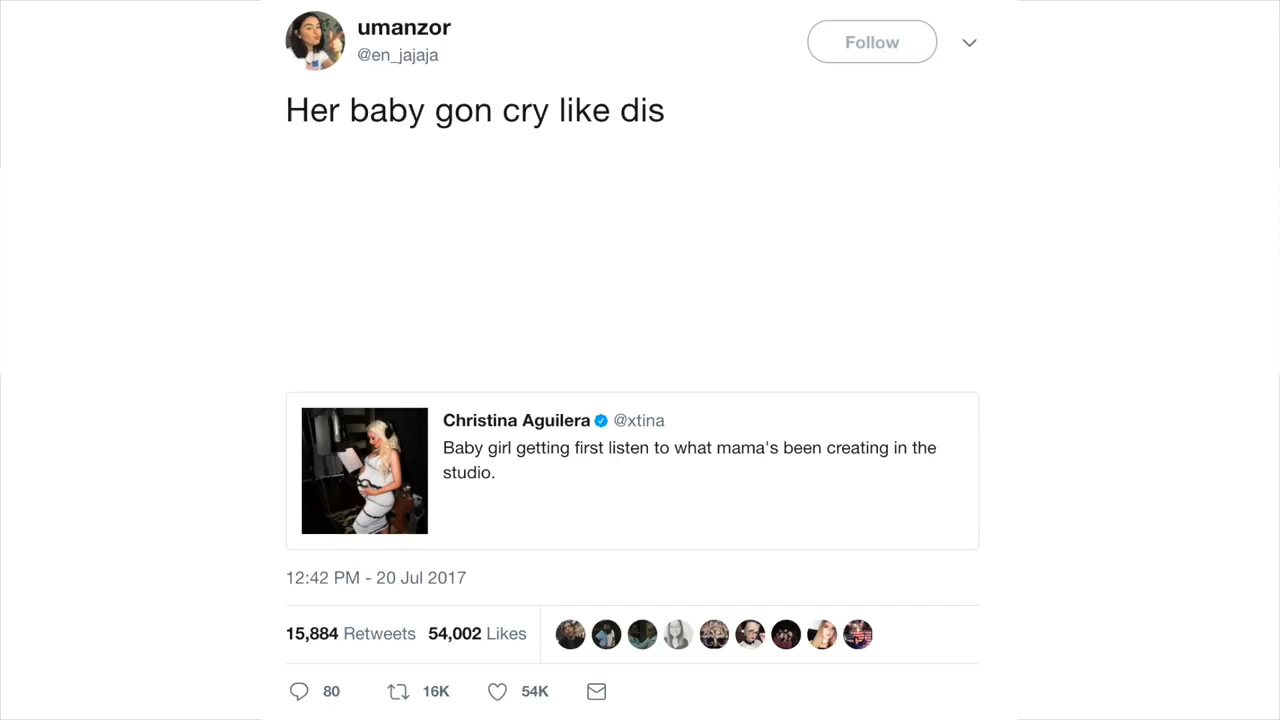 umanzor
@en_jajaja
Follow
Her baby gon cry like dis
Christina Aguilera @xtina
Baby girl getting first listen to what mama's been creating in the
studio.
12:42 PM - 20 Jul 2017
15,884 Retweets 54,002 Likes
80 16K 54K